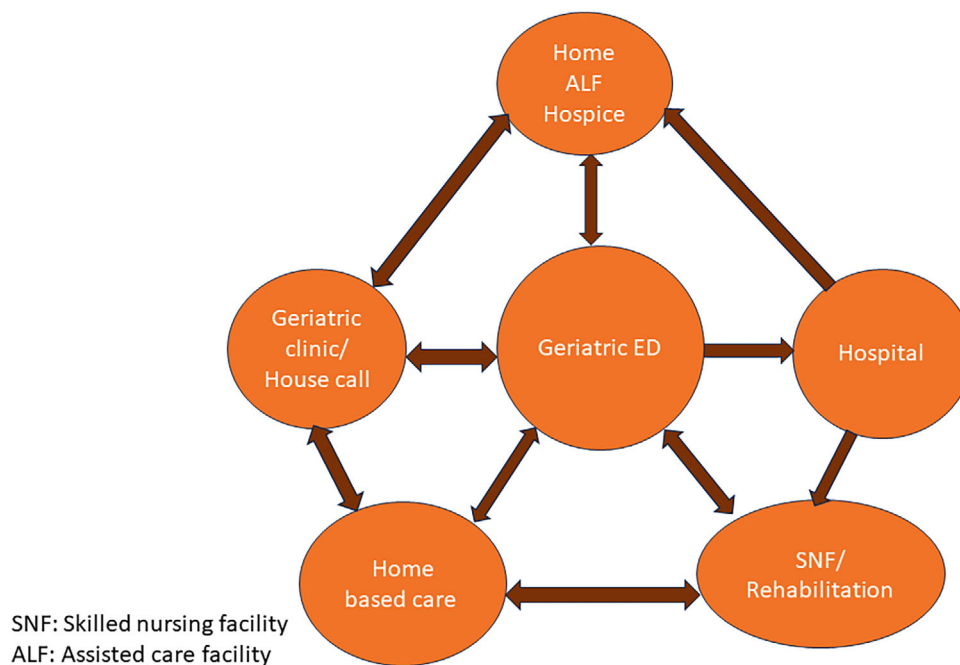 Home
ALF
Hospice
Geriatric
clinic/
House call
Geriatric ED
Hospital
Home
based care
SNF/
Rehabilitation
SNF: Skilled nursing facility
ALF: Assisted care facility